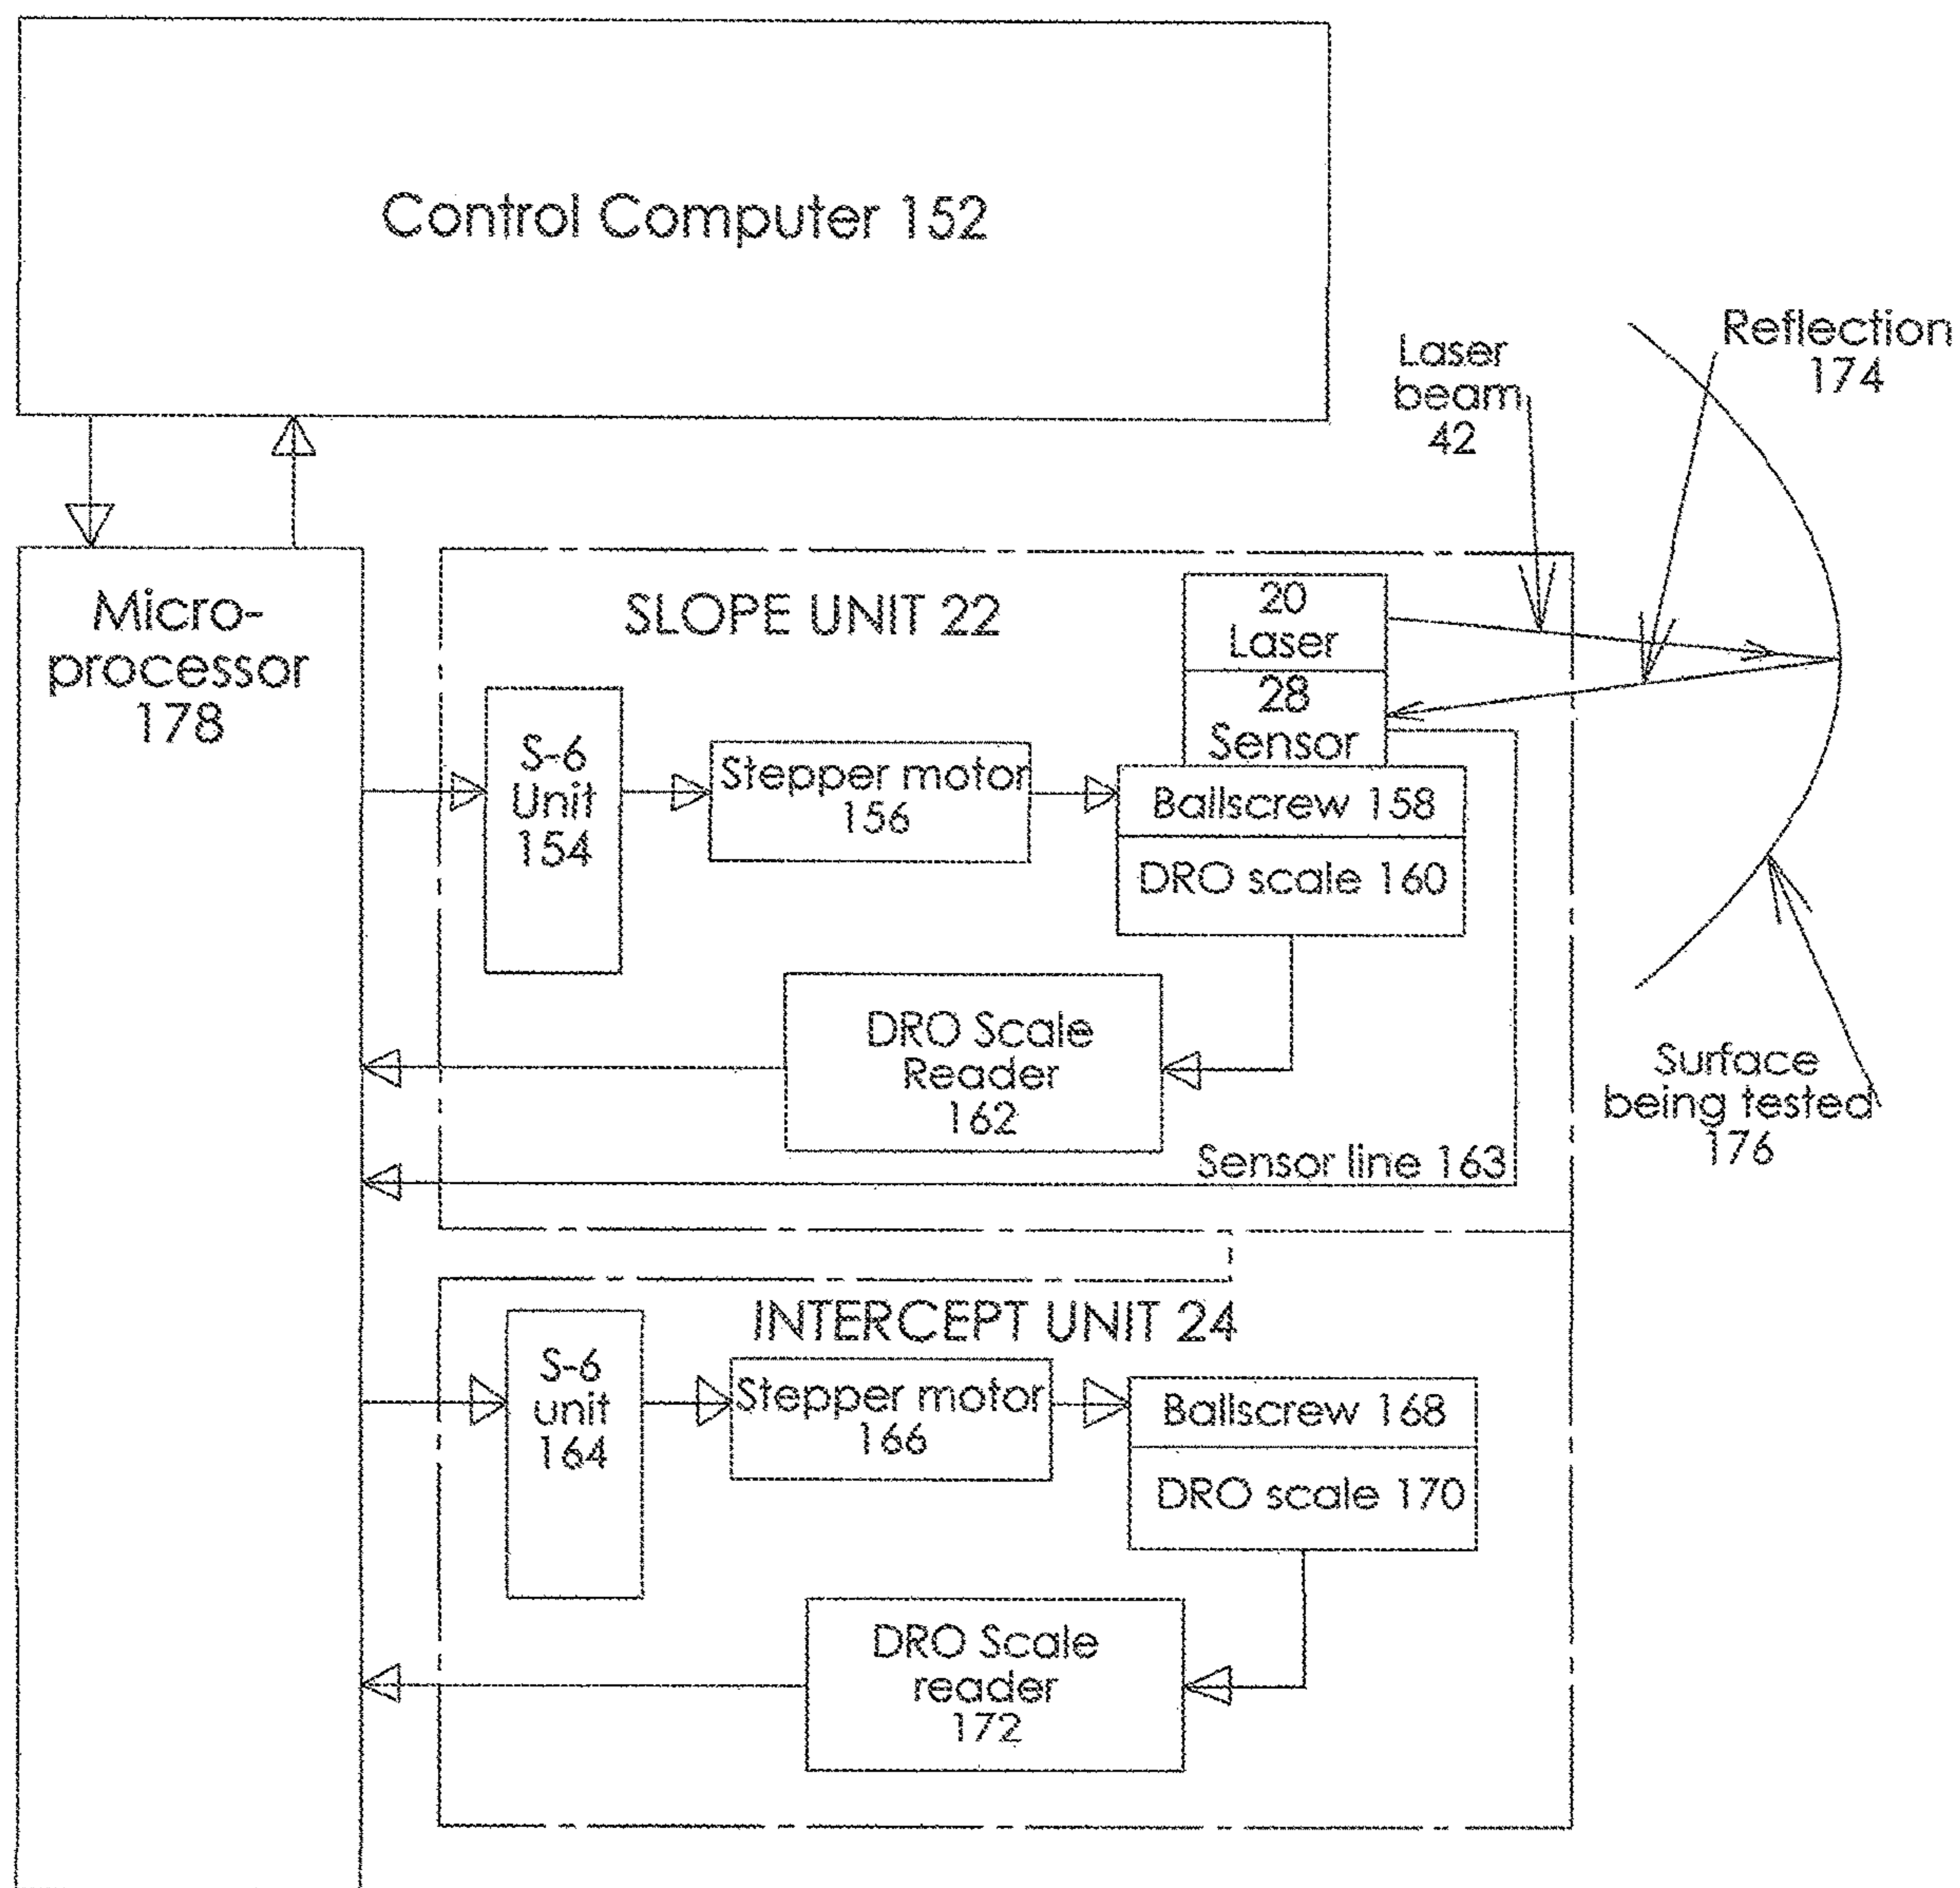 Control Computer 152
Reflection
174
Laser
beam
42
Micro-
processor
178
SLOPE UNIT 22
20
Laser
28
Sensor
S-6
Unit
154
Stepper motor
156
Ballscrew 158
DRO scale 160
DRO Scale
Reader
162
Sensor line 163
Surface
being tested
176
INTERCEPT UNIT 24
S-6
unit
164
Stepper motor
166
Ballscrew 168
DRO scale 170
DRO Scale
reader
172